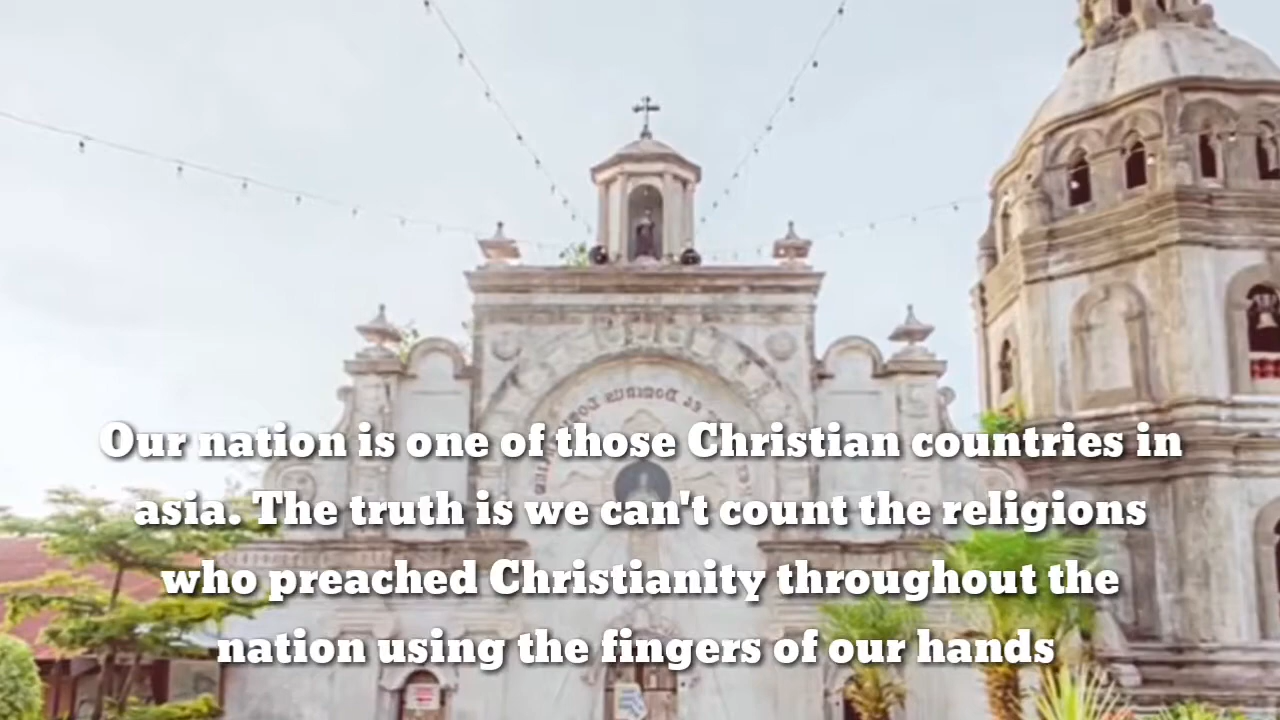 Our nation is one of those Christian countries in
asia. The truth is we can't count the religions
who preached Christianity throughout the
nation using the fingers of our hands